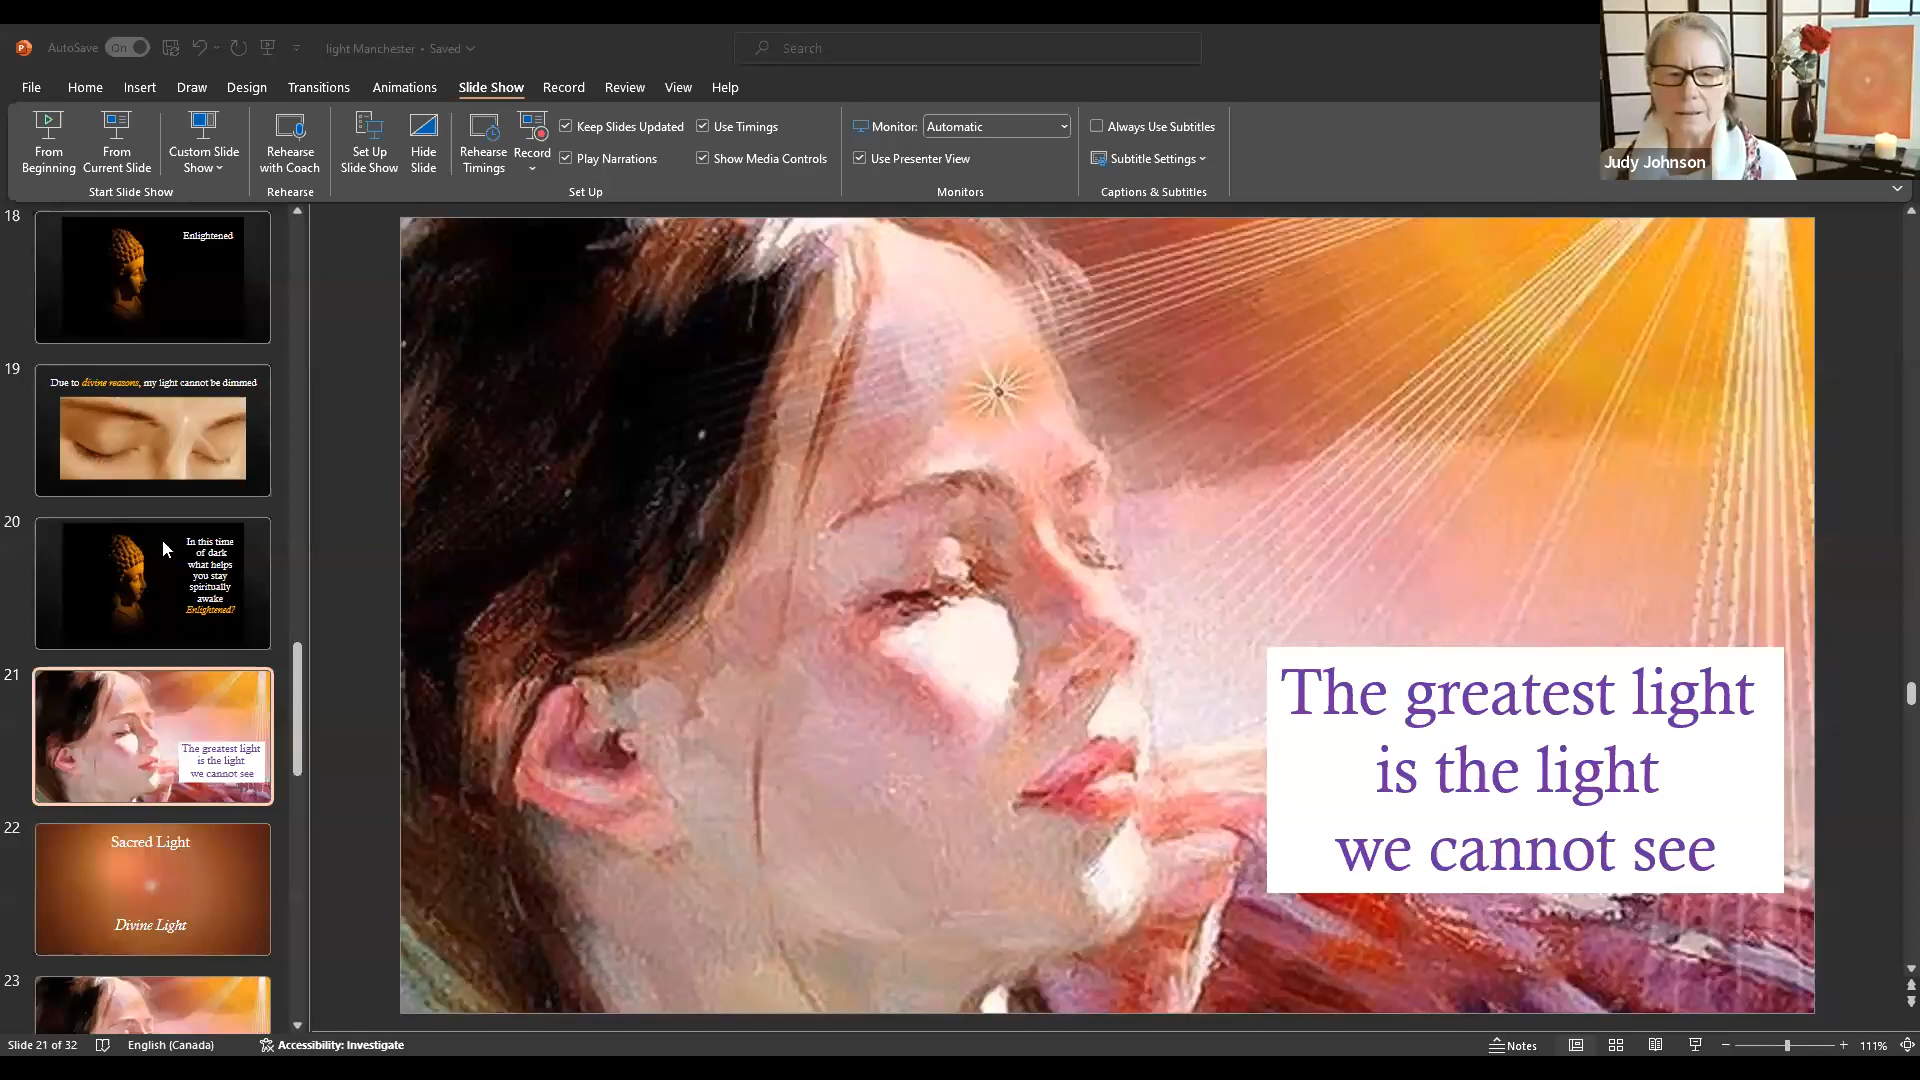 AutoSave On light Manchester • Saved Search
File Home Insert Draw Design Transitions Animations Slide Show Record Review View Help
From Beginning
From Current Slide
Custom Slide Show
Start Slide Show
Rehearse with Coach
Rehearse
Set Up Slide Show
Hide Slide
Rehearse Timings
Record
Keep Slides Updated
Play Narrations
Use Timings
Show Media Controls
Set Up
Monitor: Automatic
Use Presenter View
Monitors
Always Use Subtitles
Subtitle Settings
Captions & Subtitles
Judy Johnson
18
Enlightened
19
Due to divine reasons, my light cannot be dimmed
20
In this time
of dark
what helps
you stay
spiritually
awake
Enlightened?
21
The greatest light
is the light
we cannot see
22
Sacred Light
Divine Light
23
The greatest light
is the light
we cannot see
Slide 21 of 32 English (Canada) Accessibility: Investigate Notes 111%